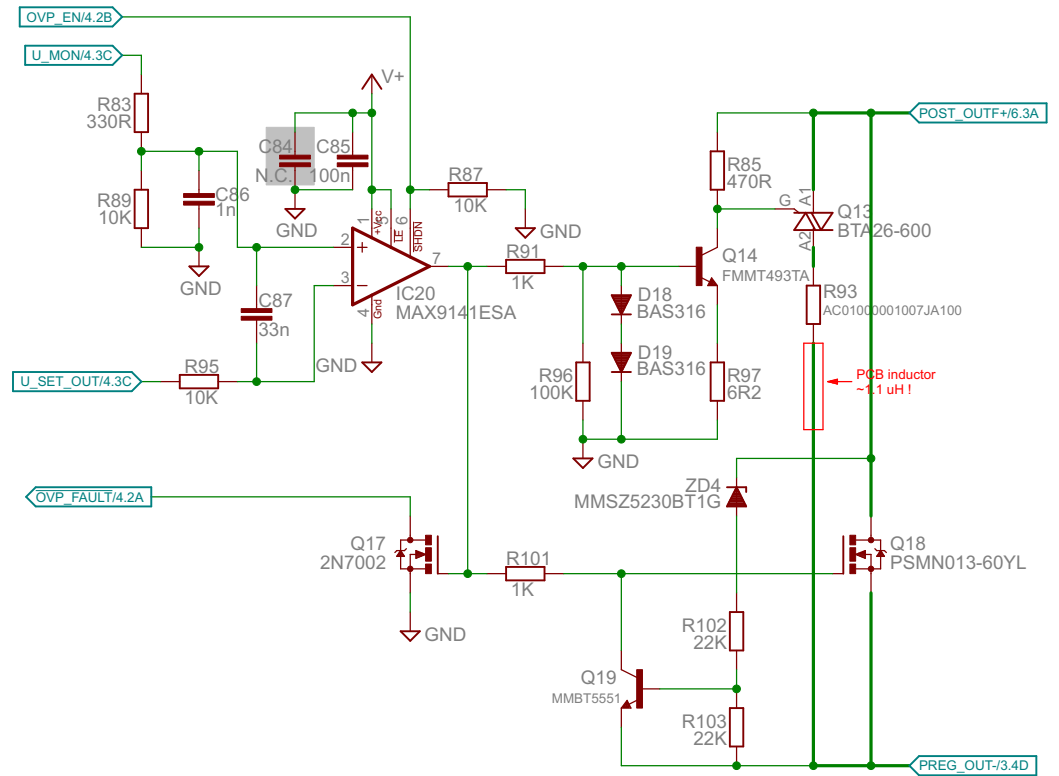 OVP_EN/4.2B
U_MON/4.3C
V+
R83
330R
C84
N.C.
C85
100n
POST_OUTF+/6.3A
R85
470R
R87
10K
R89
10K
C86
1n
GND
GND
GND
1
+Vcc
5
LE
6
SHDN
2
3
7
4
Gnd
IC20
MAX9141ESA
R91
1K
G
A1
A2
Q13
BTA26-600
Q14
FMMT493TA
C87
33n
D18
BAS316
R93
AC01000001007JA100
GND
D19
BAS316
U_SET_OUT/4.3C
R95
10K
R96
100K
R97
6R2
PCB inductor
~1.1 uH !
GND
ZD4
MMSZ5230BT1G
OVP_FAULT/4.2A
Q17
2N7002
R101
1K
Q18
PSMN013-60YL
GND
R102
22K
Q19
MMBT5551
R103
22K
PREG_OUT-/3.4D